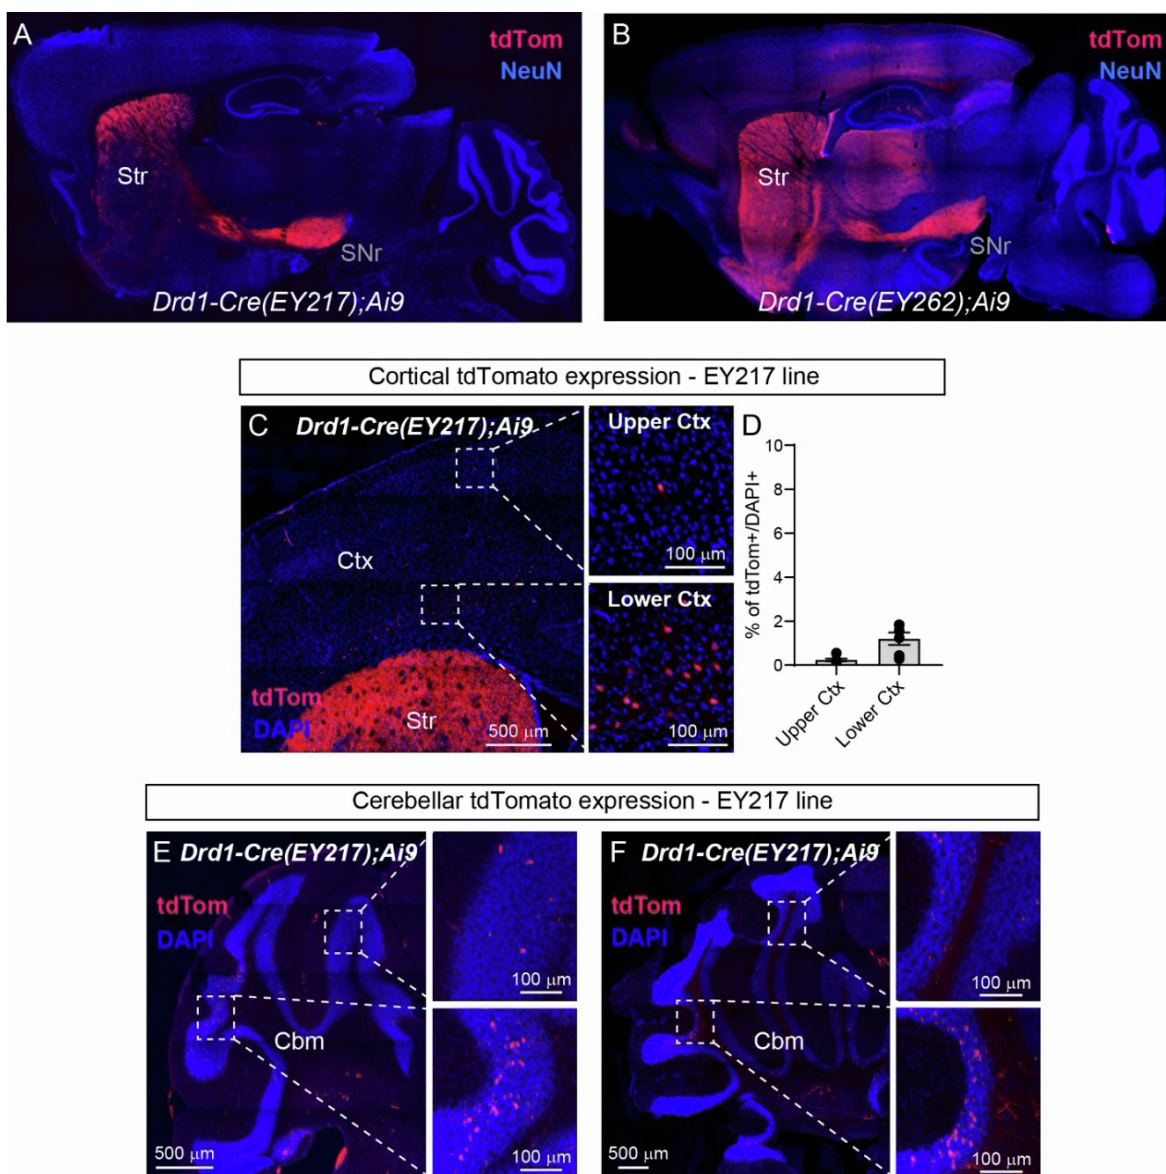 A
tdTom
NeuN
Str
SNr
Drd1-Cre(EY217);Ai9
B
tdTom
NeuN
Str
SNr
Drd1-Cre(EY262);Ai9
Cortical tdTomato expression - EY217 line
C
Drd1-Cre(EY217);Ai9
Ctx
tdTom
DAPI
Str
500 μm
Upper Ctx
100 μm
Lower Ctx
100 μm
D
% of tdTom+/DAPI+
10
8
6
4
2
0
Upper Ctx
Lower Ctx
Cerebellar tdTomato expression - EY217 line
E
Drd1-Cre(EY217);Ai9
tdTom
DAPI
Cbm
500 μm
100 μm
100 μm
F
Drd1-Cre(EY217);Ai9
tdTom
DAPI
Cbm
500 μm
100 μm
100 μm